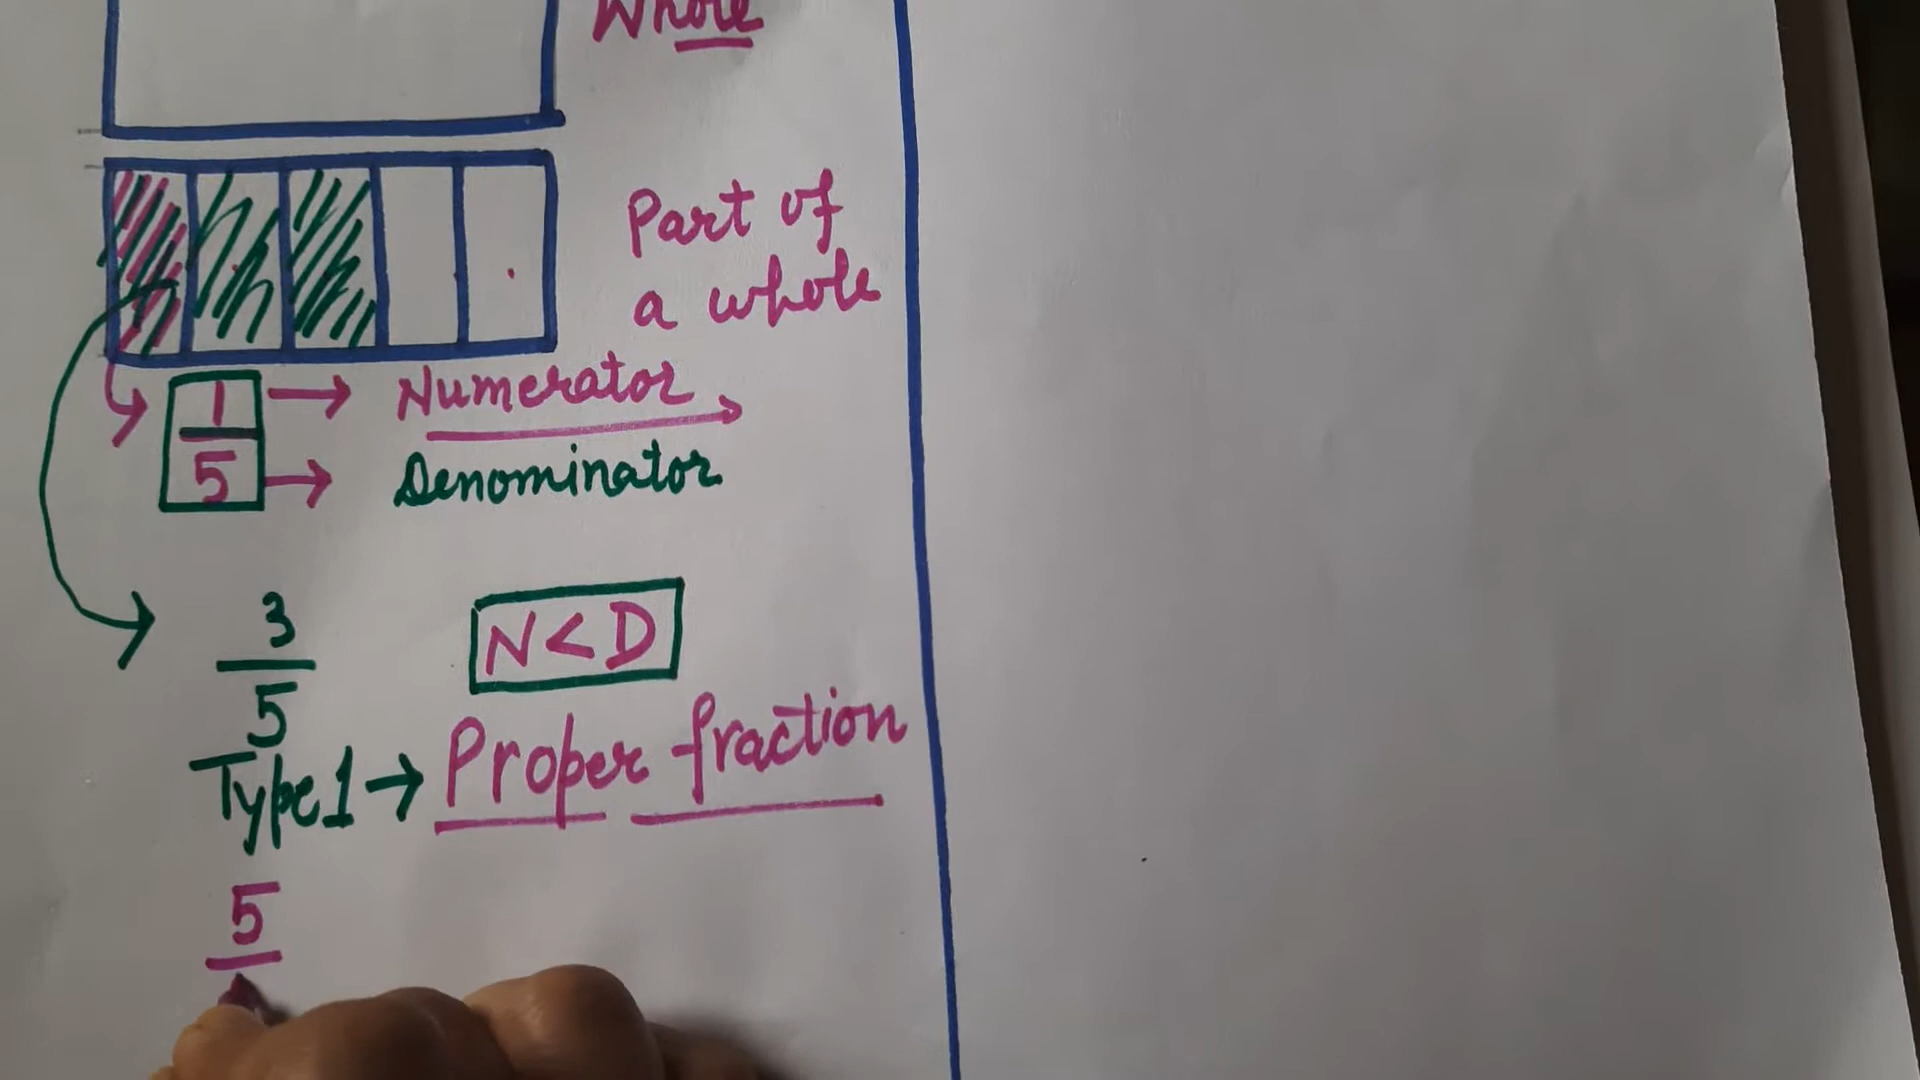 Whole
Part of
a whole
1 → Numerator
5 → Denominator
3
5
N<D
Type 1 → Proper fraction
5